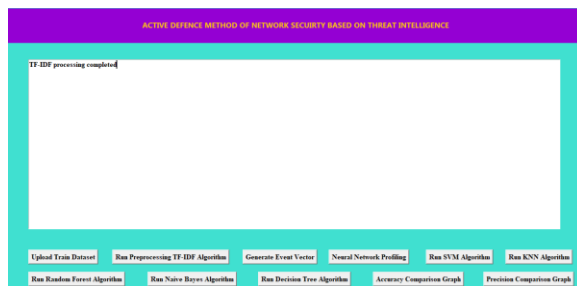 ACTIVE DEFENCE METHOD OF NETWORK SECUIRTY BASED ON THREAT INTELLIGENCE
TF-IDF processing completed
Upload Train Dataset Run Preprocessing TF-IDF Algorithm Generate Event Vector Neural Network Profiling Run SVM Algorithm Run KNN Algorithm
Run Random Forest Algorithm Run Naive Bayes Algorithm Run Decision Tree Algorithm Accuracy Comparison Graph Precision Comparison Graph